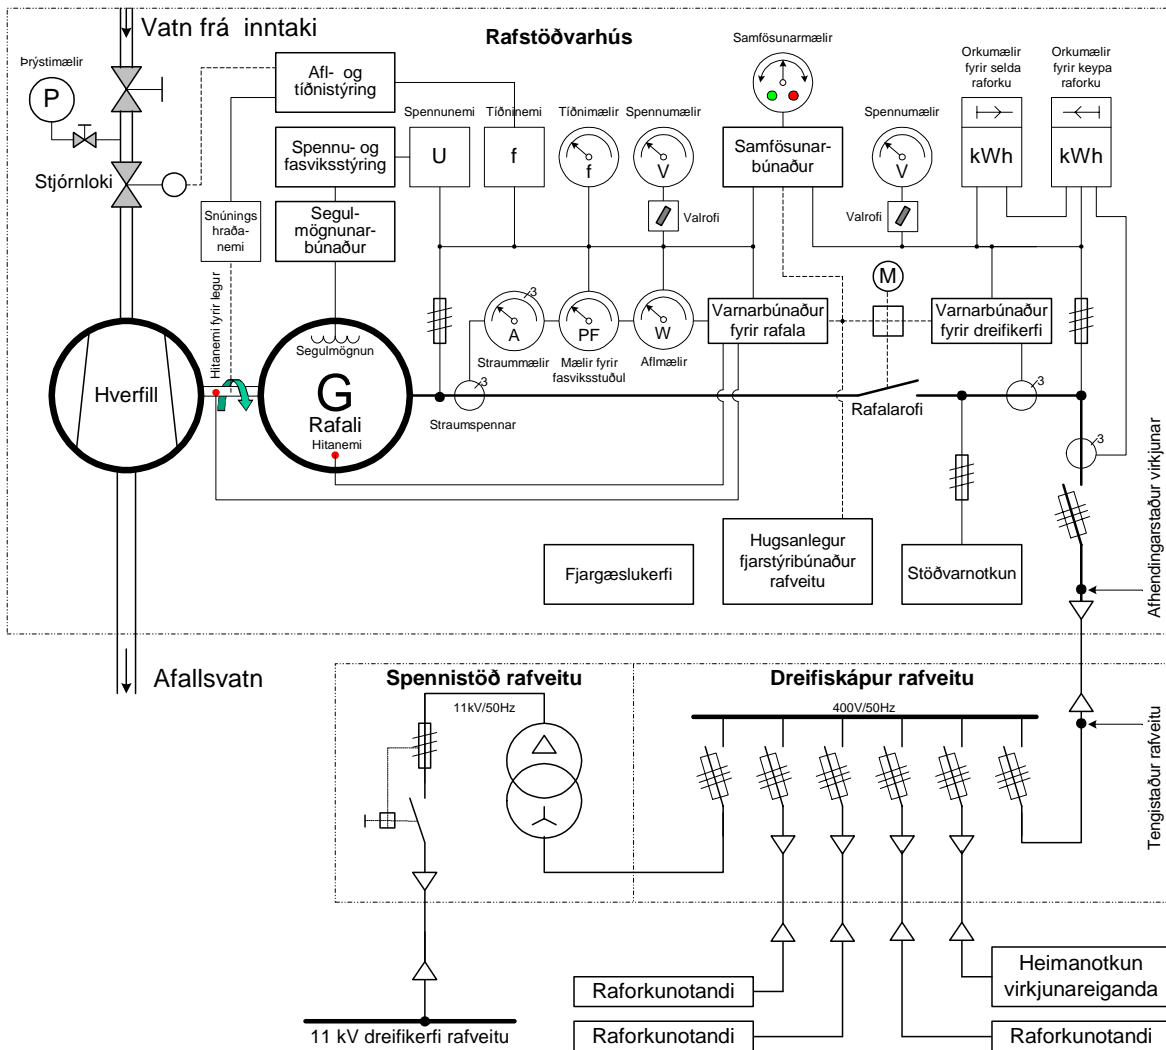 Vatn frá inntaki
Rafstöðvarhús
Samfösunarmælir
Orkumælir
fyrir selda
raforku
Orkumælir
fyrir keypa
raforku
Þrýstimælir
P
Afl- og
tíðnistýring
Spennunemi
Tíðninemi
Tíðnimælir
Spennumælir
Spennumælir
Spennu- og
fasviksstýring
U
f
f
V
Samfösunar-
búnaður
V
kWh
kWh
Stjórnloki
Snúnings
hraða-
nemi
Segul-
mögnunar-
búnaður
Valrofi
Valrofi
M
Hitanemi fyrir legur
3
A
PF
W
Varnarbúnaður
fyrir rafala
Varnarbúnaður
fyrir dreifikerfi
Straummælir
Mælir fyrir
fasviksstuðul
Aflmælir
Segulmögnun
Hverfill
G
Rafali
Hitanemi
3
Straumspennar
Rafalarofi
3
3
Fjargæslukerfi
Hugsanlegur
fjarstýribúnaður
rafveitu
Stöðvarnotkun
Afhendingarstaður virkjunar
Afallsvatn
Spennistöð rafveitu
11kV/50Hz
Dreifiskápur rafveitu
400V/50Hz
Tengistaður rafveitu
Raforkunotandi
Heimanotkun
virkjunareiganda
11 kV dreifikerfi rafveitu
Raforkunotandi
Raforkunotandi